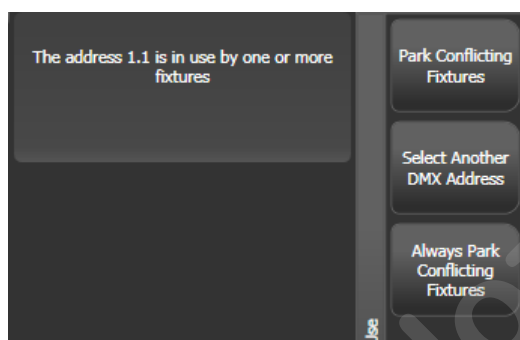 The address 1.1 is in use by one or more
fixtures
Park Conflicting
Fixtures
Select Another
DMX Address
Always Park
Conflicting
Fixtures